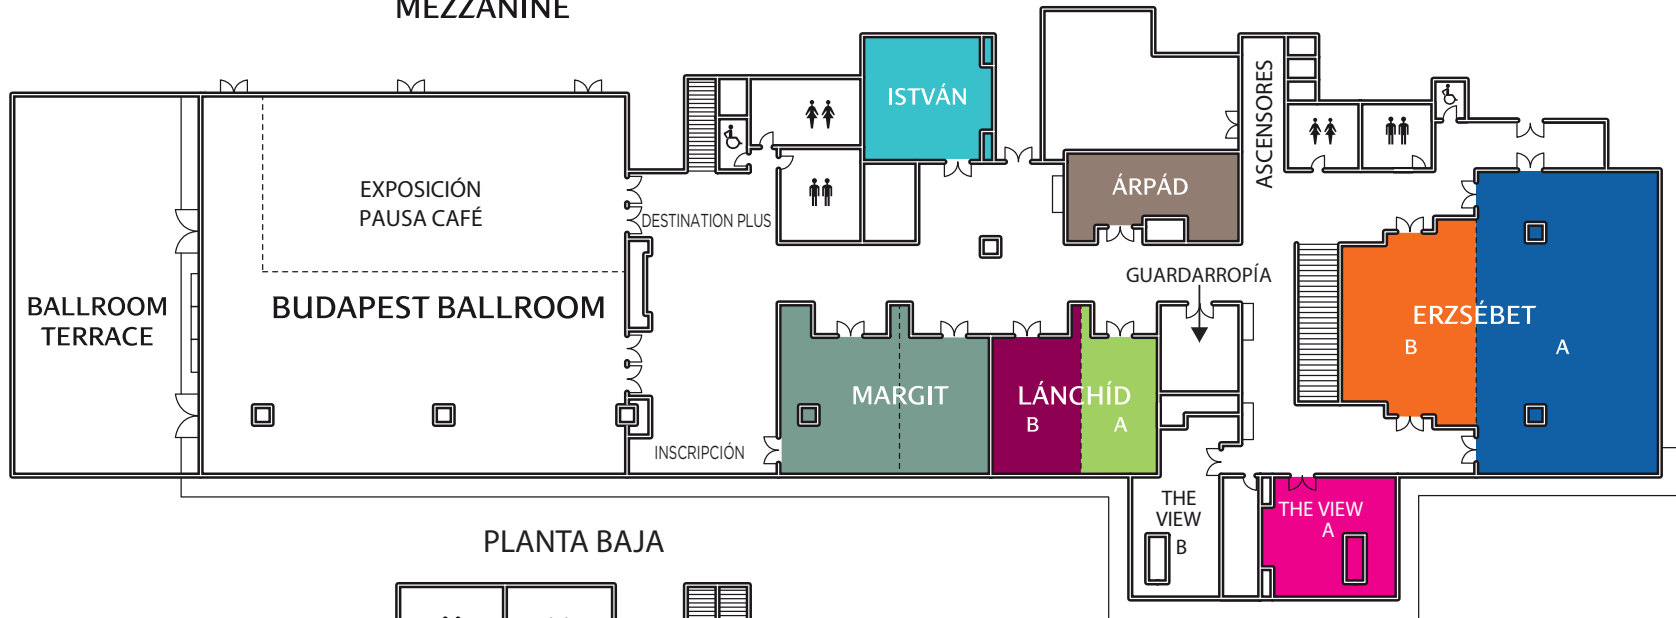 MEZZANINE
ISTVÁN
ASCENSORES
ÁRPÁD
EXPOSICIÓN
PAUSA CAFÉ
DESTINATION PLUS
GUARDARROPÍA
BALLROOM
TERRACE
BUDAPEST BALLROOM
ERZSÉBET
B
A
MARGIT
LÁNCHÍD
B
A
INSCRIPCIÓN
THE
VIEW
B
THE VIEW
A
PLANTA BAJA